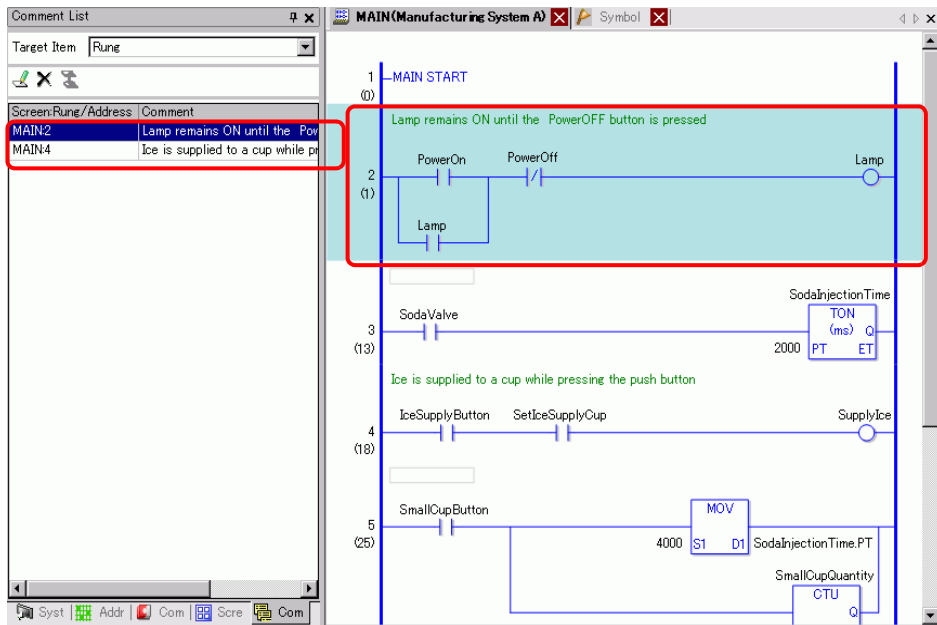 Comment List
Target Item Rung
Screen:Rung/Address Comment
MAIN:2 Lamp remains ON until the Pow
MAIN:4 Ice is supplied to a cup while pr
Syst Addr Com Scre Com
MAIN(Manufacturing System A) Symbol
1 MAIN START
(0)
Lamp remains ON until the PowerOFF button is pressed
PowerOn PowerOff Lamp
2
(1)
Lamp
SodaInjectionTime
SodaValve TON
3 (ms) Q
(13) 2000 PT ET
Ice is supplied to a cup while pressing the push button
IceSupplyButton SetIceSupplyCup SupplyIce
4
(18)
SmallCupButton MOV
5
(25) 4000 S1 D1 SodaInjectionTime.PT
SmallCupQuantity
CTU
Q